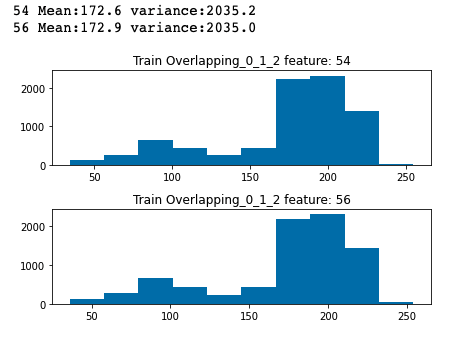 54 Mean:172.6 variance:2035.2
56 Mean:172.9 variance:2035.0
Train Overlapping_0_1_2 feature: 54
2000
1000
0
50 100 150 200 250
Train Overlapping_0_1_2 feature: 56
2000
1000
0
50 100 150 200 250